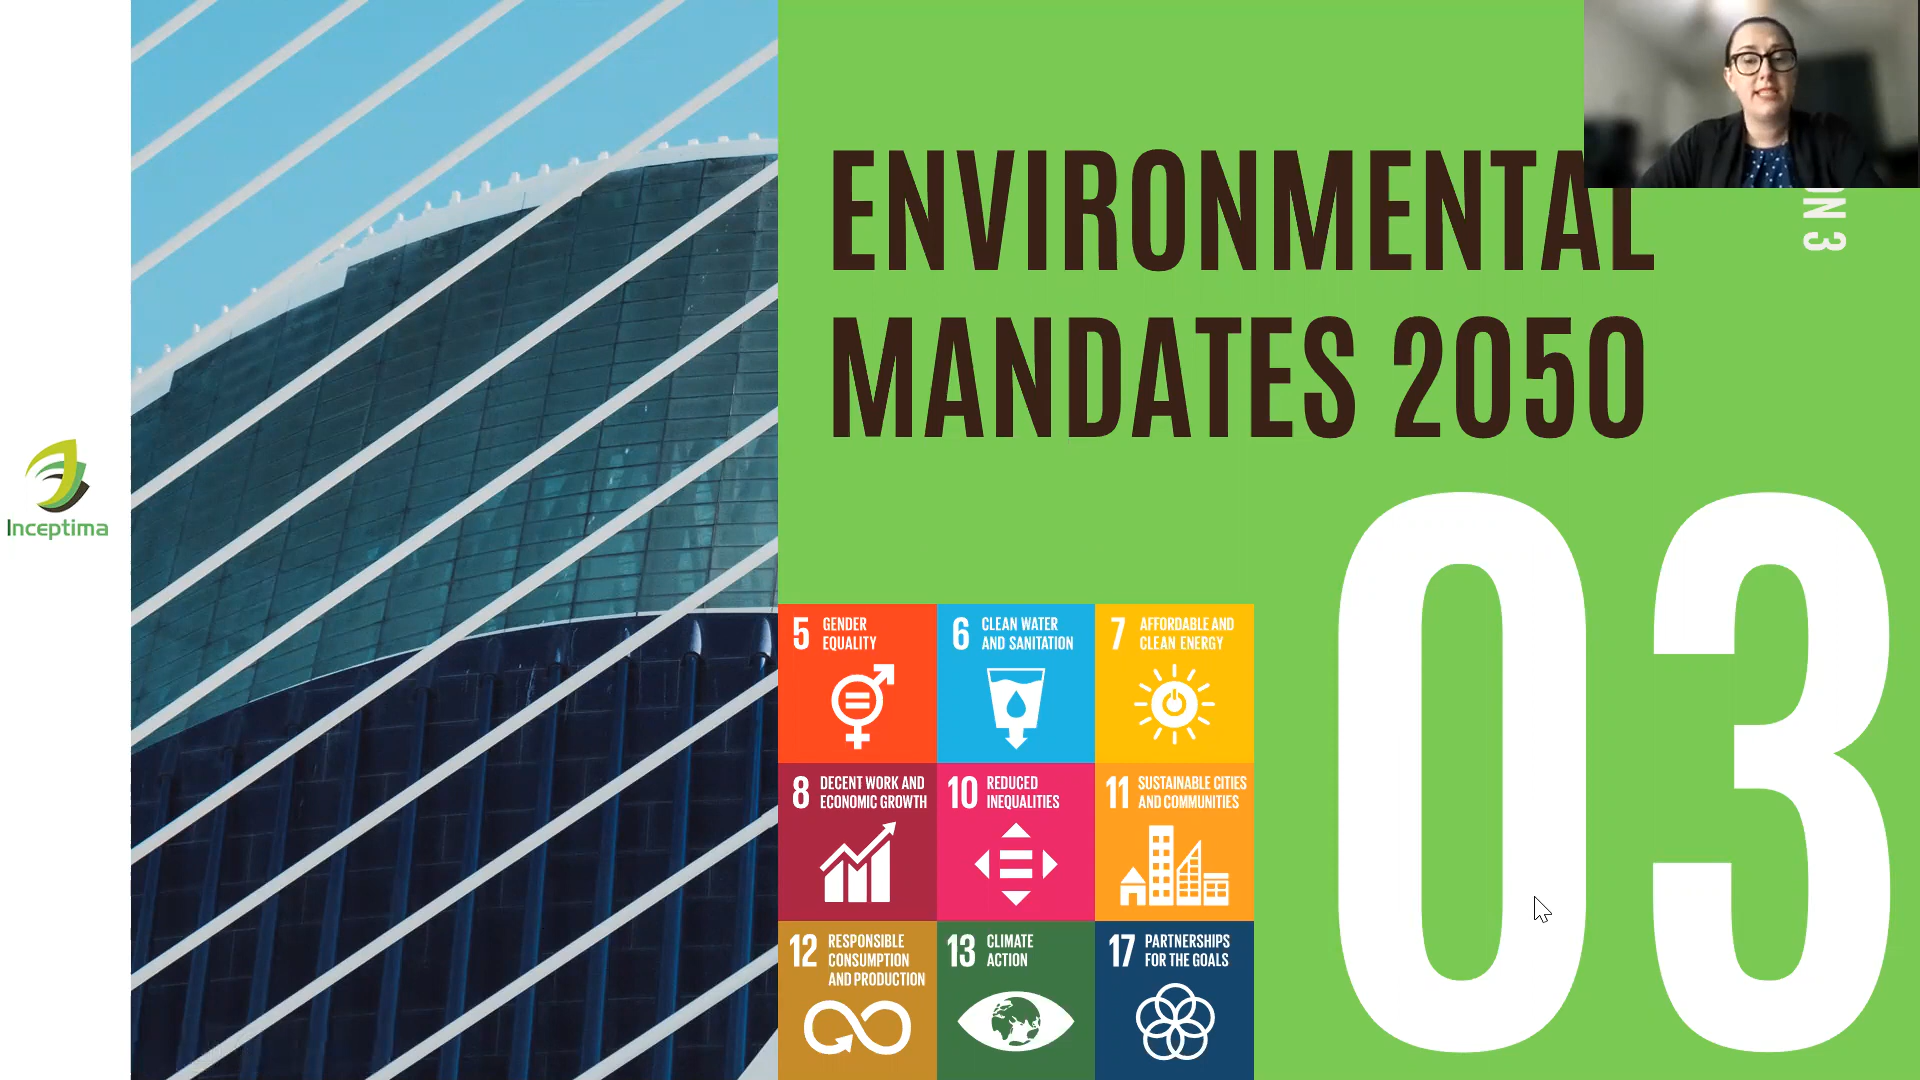 Inceptima
ENVIRONMENTAL
MANDATES 2050
ON 3
03
5 GENDER
EQUALITY
6 CLEAN WATER
AND SANITATION
7 AFFORDABLE AND
CLEAN ENERGY
8 DECENT WORK AND
ECONOMIC GROWTH
10 REDUCED
INEQUALITIES
11 SUSTAINABLE CITIES
AND COMMUNITIES
12 RESPONSIBLE
CONSUMPTION
AND PRODUCTION
13 CLIMATE
ACTION
17 PARTNERSHIPS
FOR THE GOALS